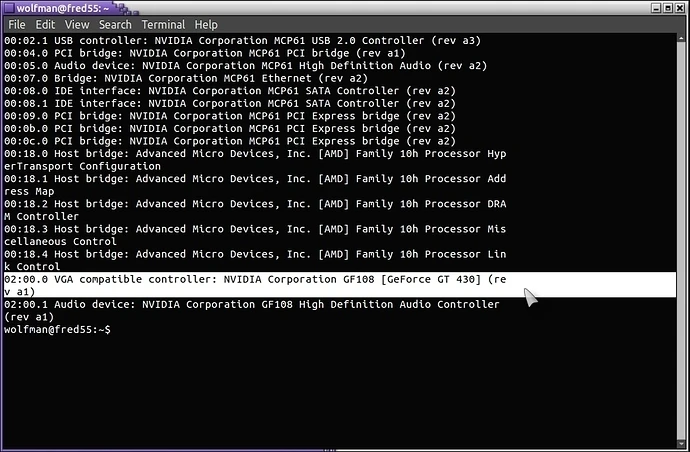 wolfman@fred55: ~
File Edit View Search Terminal Help
00:02.1 USB controller: NVIDIA Corporation MCP61 USB 2.0 Controller (rev a3)
00:04.0 PCI bridge: NVIDIA Corporation MCP61 PCI bridge (rev a1)
00:05.0 Audio device: NVIDIA Corporation MCP61 High Definition Audio (rev a2)
00:07.0 Bridge: NVIDIA Corporation MCP61 Ethernet (rev a2)
00:08.0 IDE interface: NVIDIA Corporation MCP61 SATA Controller (rev a2)
00:08.1 IDE interface: NVIDIA Corporation MCP61 SATA Controller (rev a2)
00:09.0 PCI bridge: NVIDIA Corporation MCP61 PCI Express bridge (rev a2)
00:0b.0 PCI bridge: NVIDIA Corporation MCP61 PCI Express bridge (rev a2)
00:0c.0 PCI bridge: NVIDIA Corporation MCP61 PCI Express bridge (rev a2)
00:18.0 Host bridge: Advanced Micro Devices, Inc. [AMD] Family 10h Processor Hyp
erTransport Configuration
00:18.1 Host bridge: Advanced Micro Devices, Inc. [AMD] Family 10h Processor Add
ress Map
00:18.2 Host bridge: Advanced Micro Devices, Inc. [AMD] Family 10h Processor DRA
M Controller
00:18.3 Host bridge: Advanced Micro Devices, Inc. [AMD] Family 10h Processor Mis
cellaneous Control
00:18.4 Host bridge: Advanced Micro Devices, Inc. [AMD] Family 10h Processor Lin
k Control
02:00.0 VGA compatible controller: NVIDIA Corporation GF108 [GeForce GT 430] (re
v a1)
02:00.1 Audio device: NVIDIA Corporation GF108 High Definition Audio Controller
(rev a1)
wolfman@fred55:~$